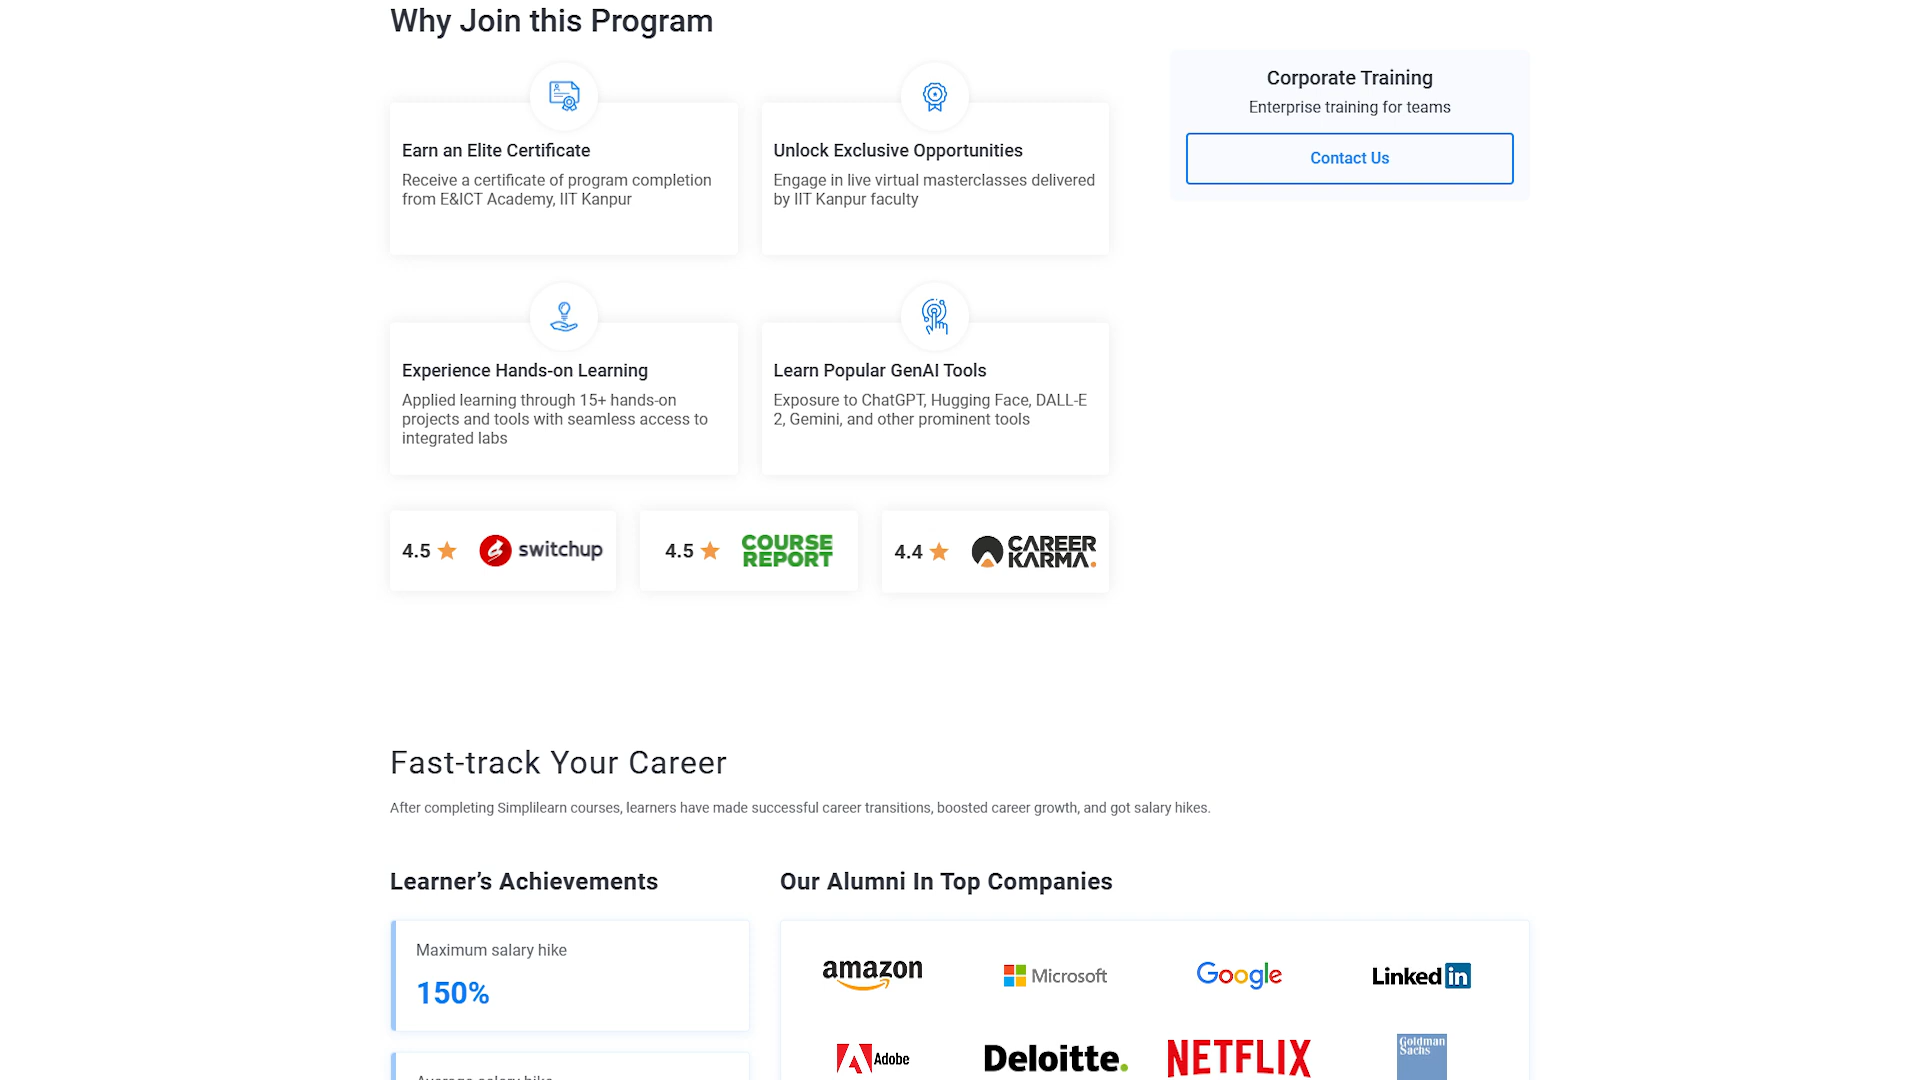 Why Join this Program
Corporate Training
Enterprise training for teams
Contact Us
Earn an Elite Certificate
Receive a certificate of program completion
from E&ICT Academy, IIT Kanpur
Unlock Exclusive Opportunities
Engage in live virtual masterclasses delivered
by IIT Kanpur faculty
Experience Hands-on Learning
Applied learning through 15+ hands-on
projects and tools with seamless access to
integrated labs
Learn Popular GenAI Tools
Exposure to ChatGPT, Hugging Face, DALL-E
2, Gemini, and other prominent tools
4.5 switchup
4.5 COURSE
REPORT
4.4 CAREER
KARMA.
Fast-track Your Career
After completing Simplilearn courses, learners have made successful career transitions, boosted career growth, and got salary hikes.
Learner’s Achievements
Maximum salary hike
150%
Average salary hike
Our Alumni In Top Companies
amazon Microsoft Google Linked in
Adobe Deloitte. NETFLIX Goldman
Sachs